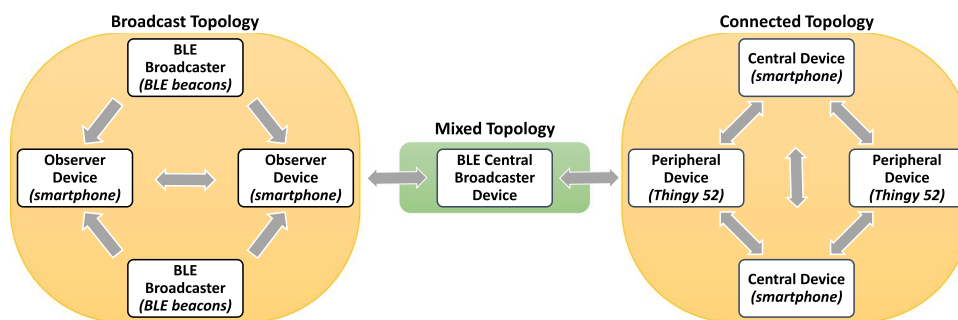 Broadcast Topology
BLE
Broadcaster
(BLE beacons)
Observer
Device
(smartphone)
Observer
Device
(smartphone)
BLE
Broadcaster
(BLE beacons)
Mixed Topology
BLE Central
Broadcaster
Device
Connected Topology
Central Device
(smartphone)
Peripheral
Device
(Thingy 52)
Peripheral
Device
(Thingy 52)
Central Device
(smartphone)